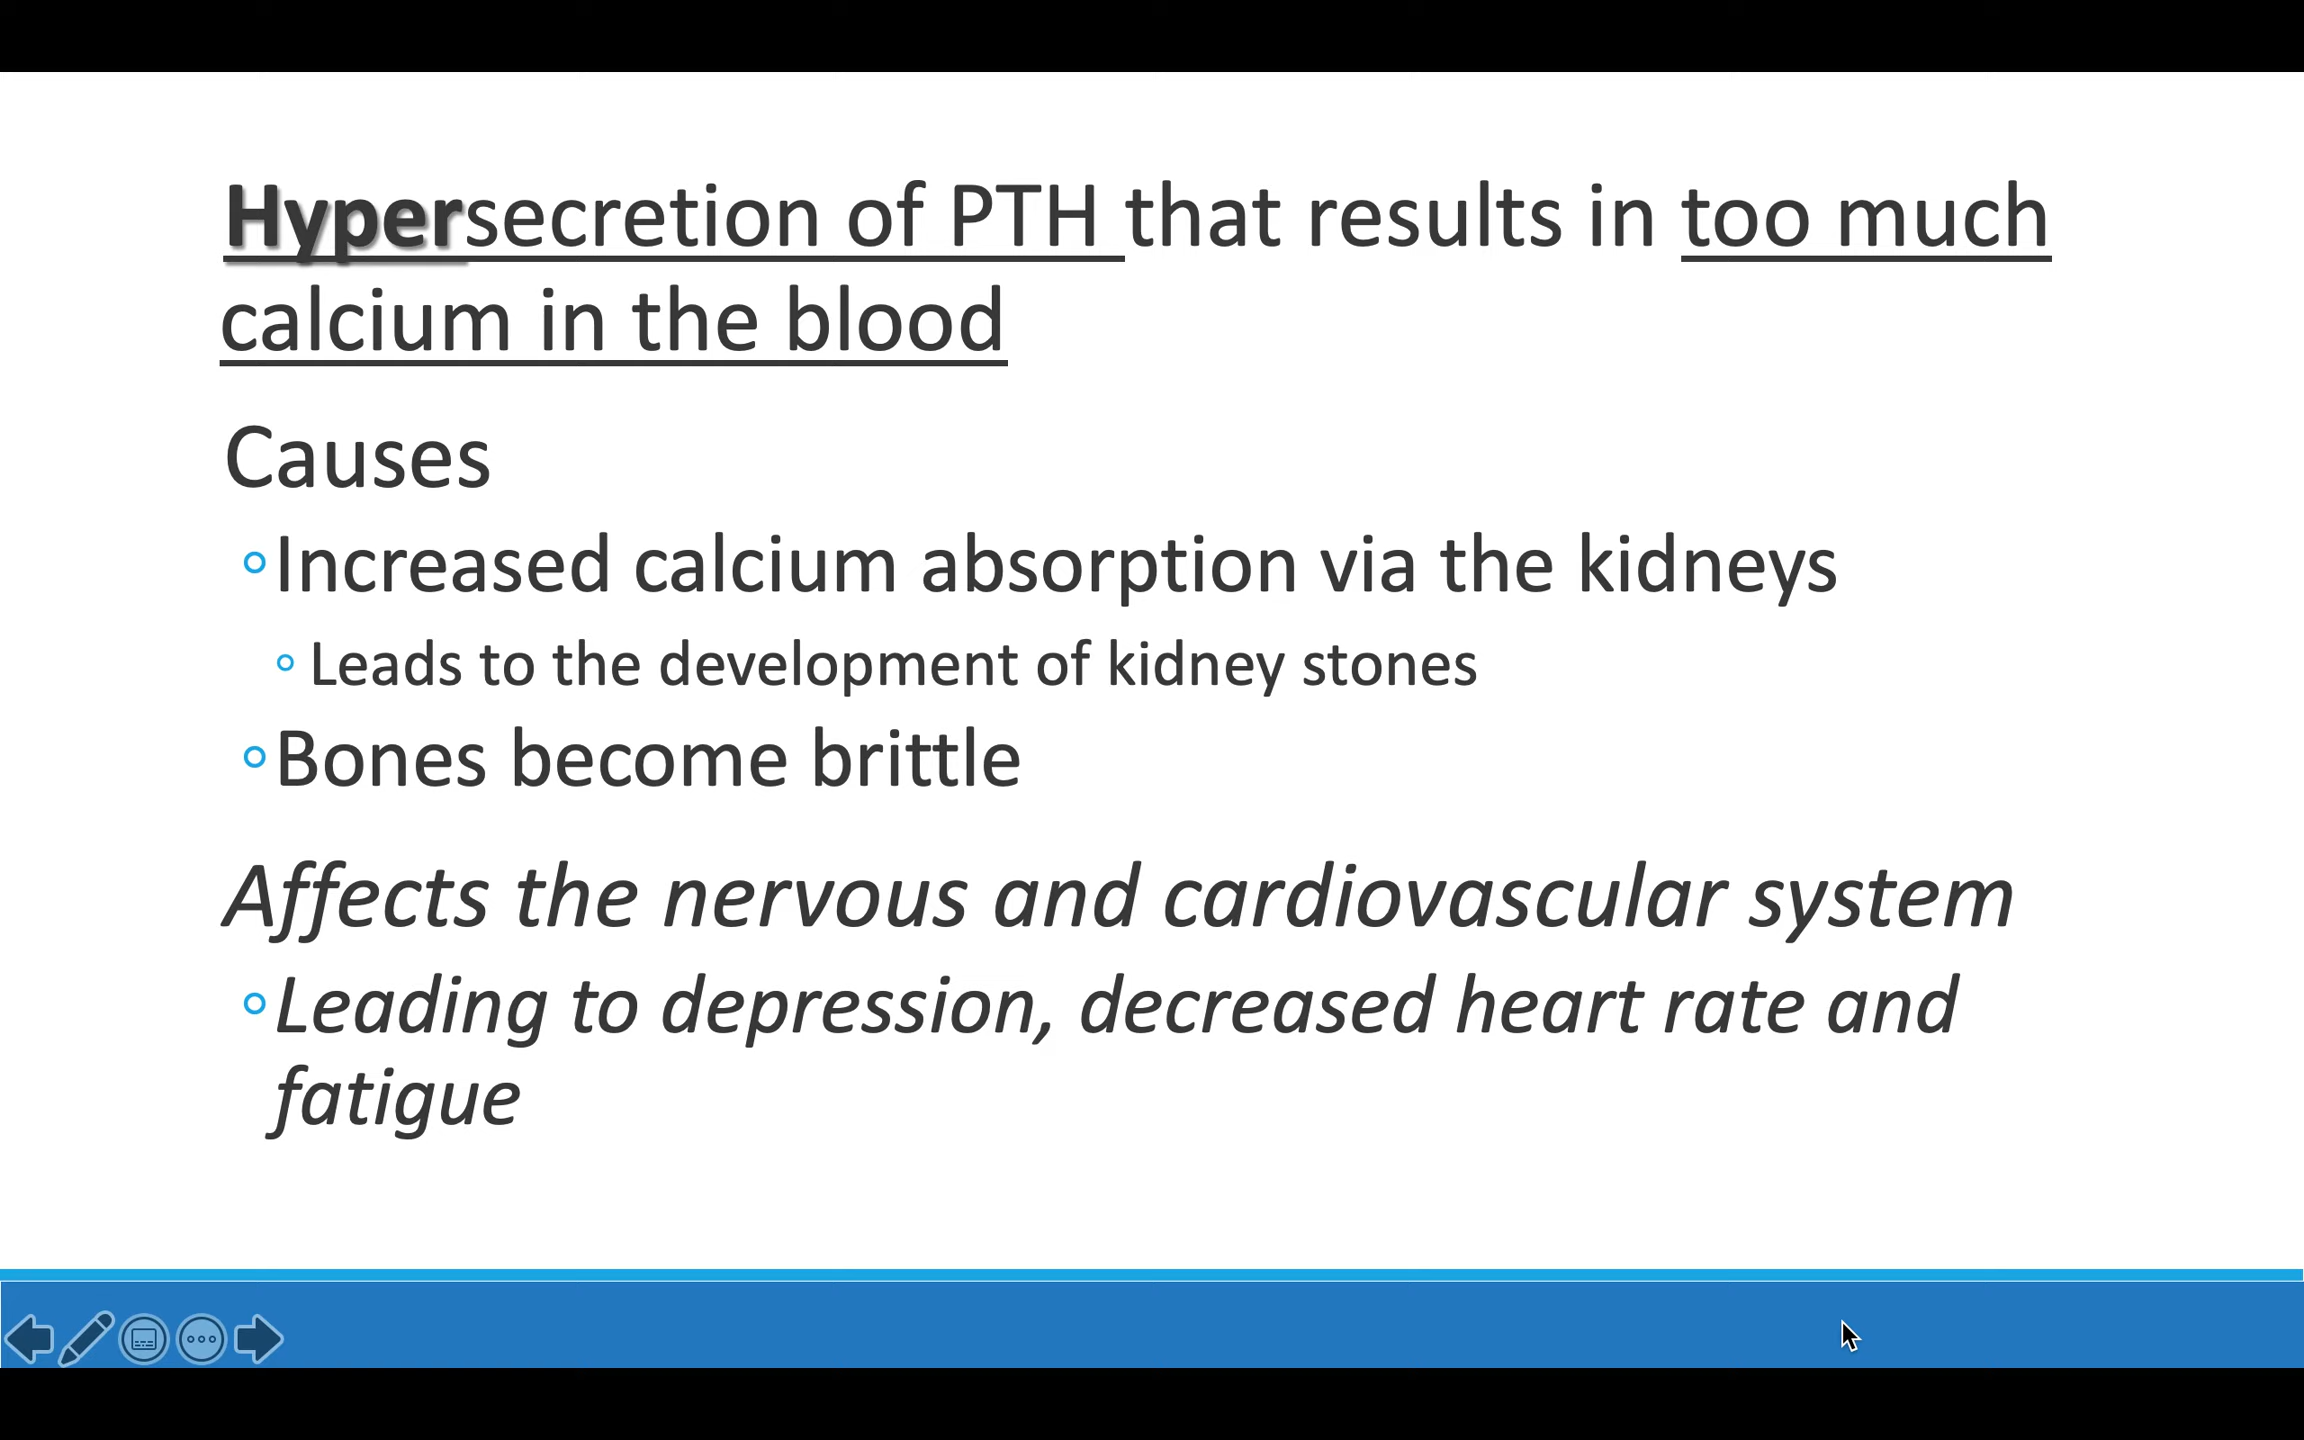 Hypersecretion of PTH that results in too much
calcium in the blood
Causes
Increased calcium absorption via the kidneys
Leads to the development of kidney stones
Bones become brittle
Affects the nervous and cardiovascular system
Leading to depression, decreased heart rate and
fatigue